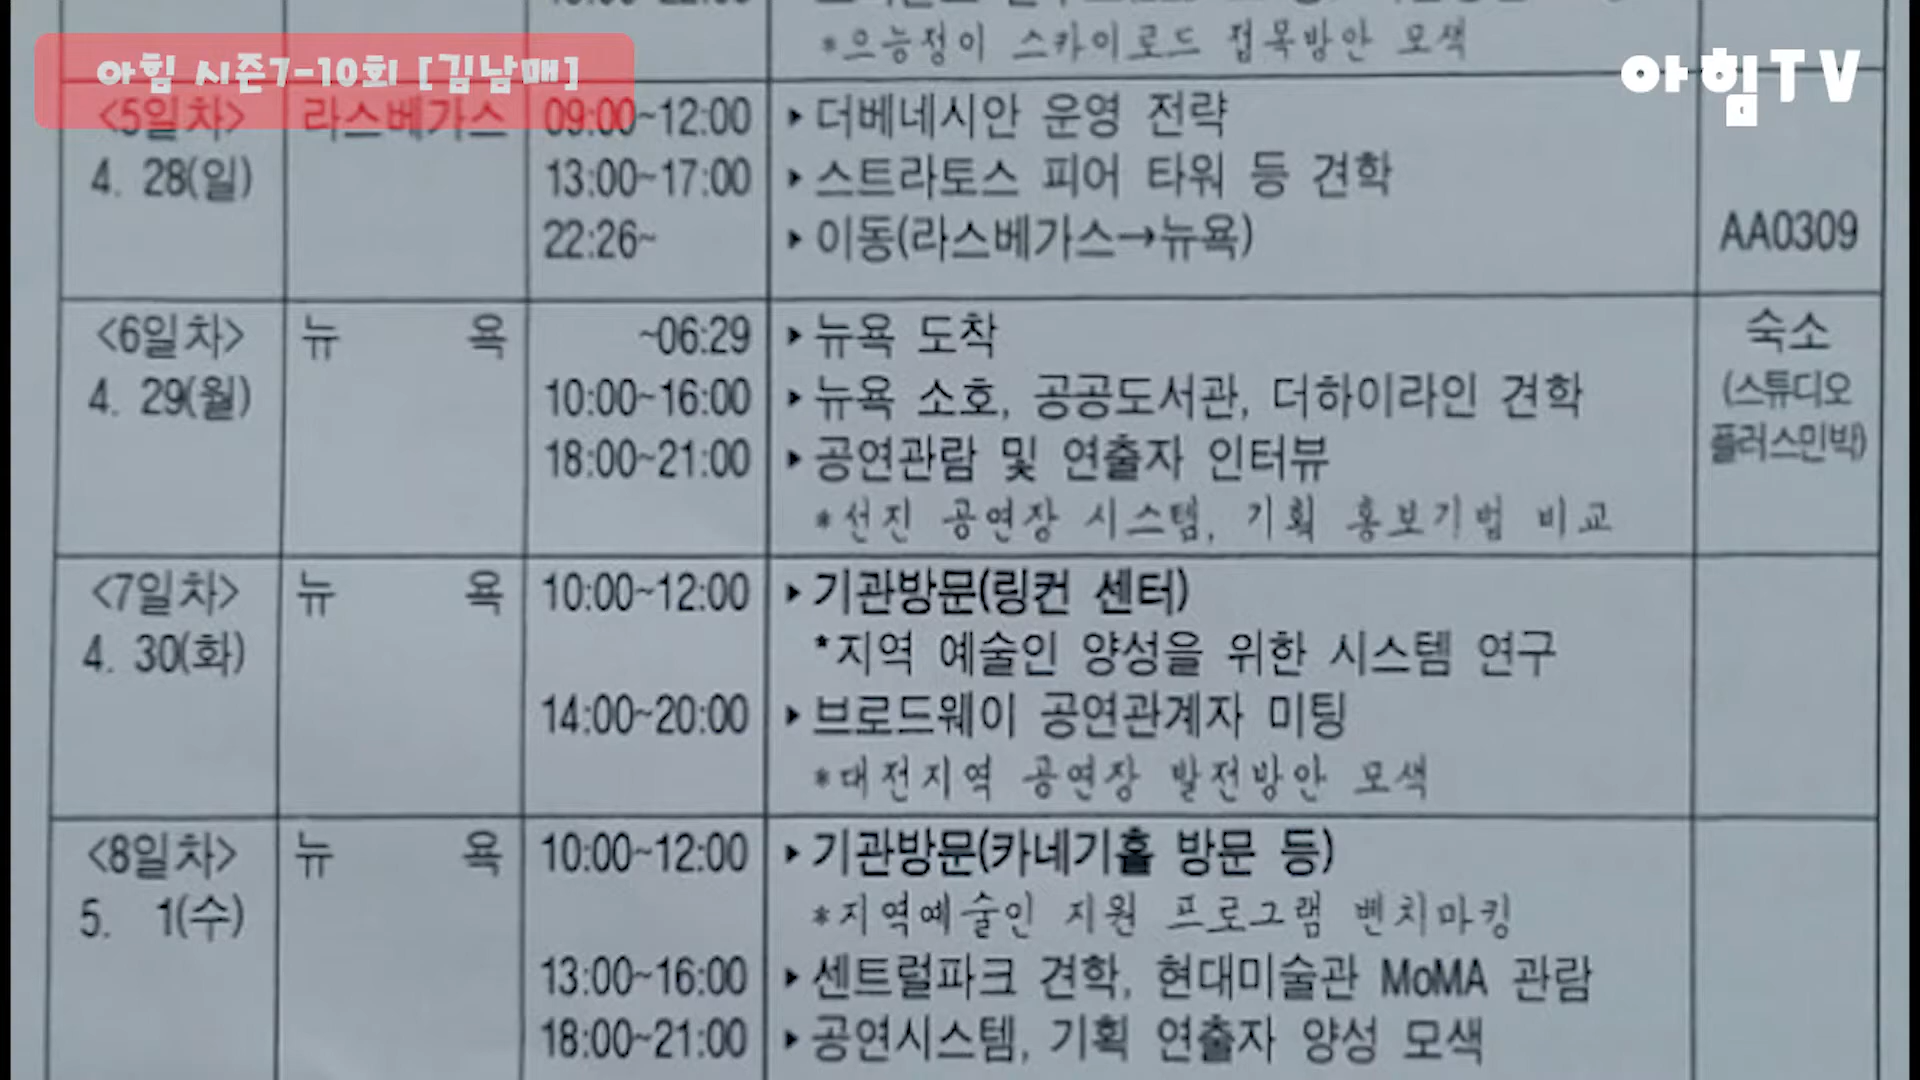 *으능정이 스카이로드 접목방안 모색
아힘 시즌7-10회 [김남매]
아힘TV
<5일차> 라스베가스 09:00~12:00 ▸더베네시안 운영 전략
4. 28(일) 13:00~17:00 ▸스트라토스 피어 타워 등 견학
22:26~ ▸이동(라스베가스→뉴욕) AA0309
<6일차> 뉴 욕 ~06:29 ▸뉴욕 도착 숙소
4. 29(월) 10:00~16:00 ▸뉴욕 소호, 공공도서관, 더하이라인 견학 (스튜디오
18:00~21:00 ▸공연관람 및 연출자 인터뷰 플러스민박)
*선진 공연장 시스템, 기획 홍보기법 비교
<7일차> 뉴 욕 10:00~12:00 ▸기관방문(링컨 센터)
4. 30(화) *지역 예술인 양성을 위한 시스템 연구
14:00~20:00 ▸브로드웨이 공연관계자 미팅
*대전지역 공연장 발전방안 모색
<8일차> 뉴 욕 10:00~12:00 ▸기관방문(카네기홀 방문 등)
5. 1(수) *지역예술인 지원 프로그램 벤치마킹
13:00~16:00 ▸센트럴파크 견학, 현대미술관 MoMA 관람
18:00~21:00 ▸공연시스템, 기획 연출자 양성 모색